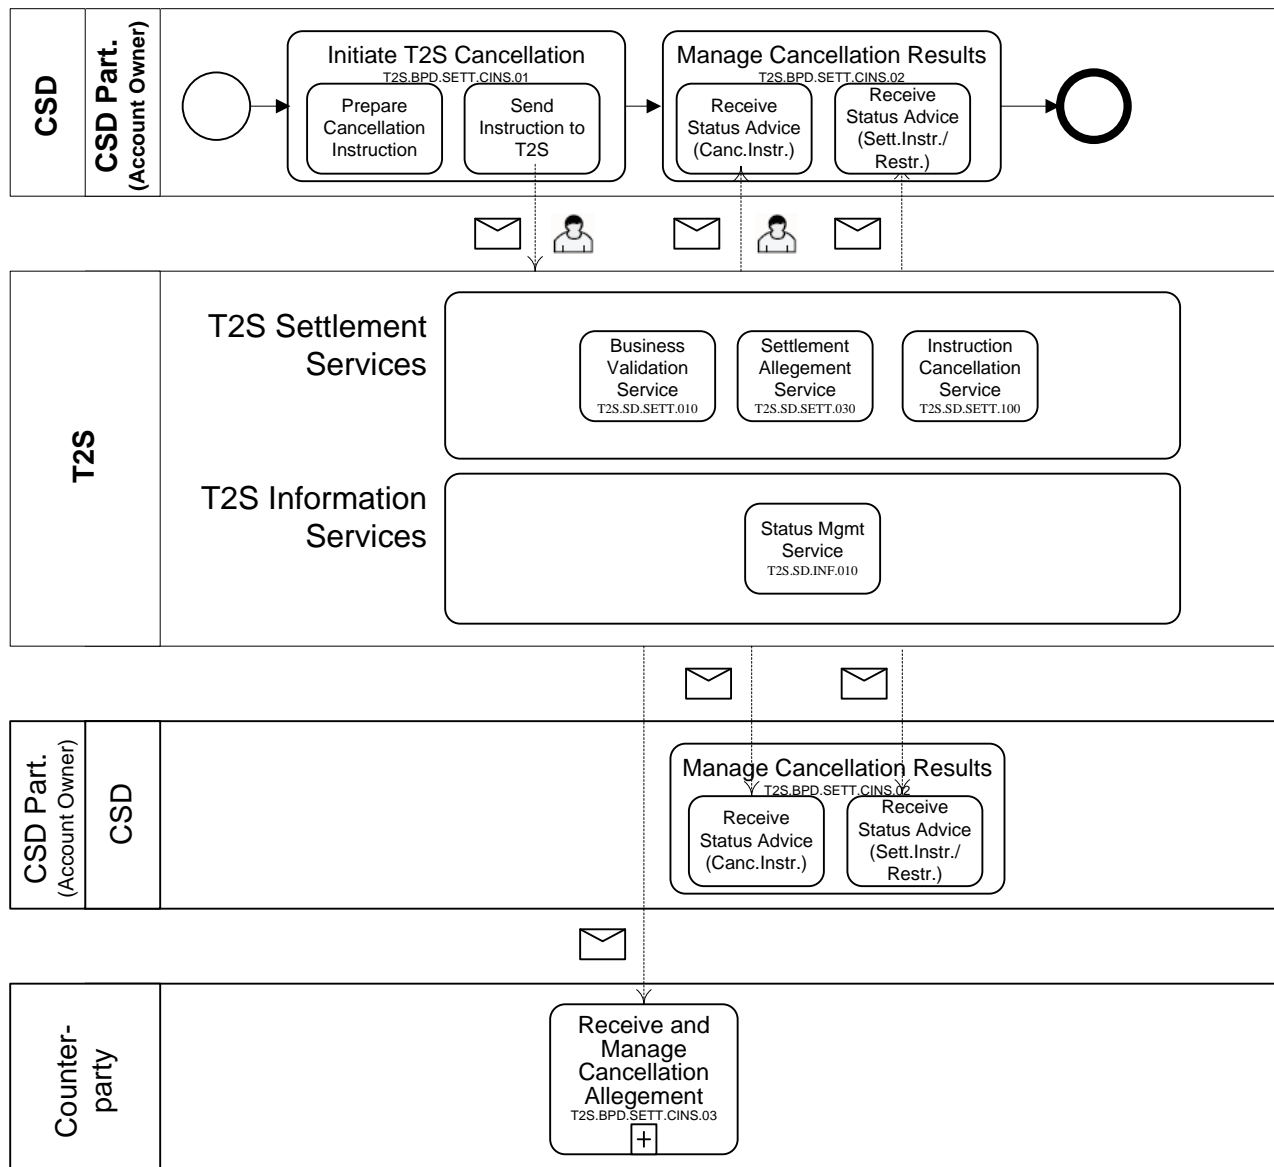 CSD
CSD Part.
(Account Owner)
Initiate T2S Cancellation
T2S.BPD.SETT.CINS.01
Prepare
Cancellation
Instruction
Send
Instruction to
T2S
Manage Cancellation Results
T2S.BPD.SETT.CINS.02
Receive
Status Advice
(Canc.Instr.)
Receive
Status Advice
(Sett.Instr./
Restr.)
T2S
T2S Settlement
Services
Business
Validation
Service
T2S.SD.SETT.010
Settlement
Allegement
Service
T2S.SD.SETT.030
Instruction
Cancellation
Service
T2S.SD.SETT.100
T2S Information
Services
Status Mgmt
Service
T2S.SD.INF.010
CSD Part.
(Account Owner)
CSD
Manage Cancellation Results
T2S.BPD.SETT.CINS.02
Receive
Status Advice
(Canc.Instr.)
Receive
Status Advice
(Sett.Instr./
Restr.)
Counter-
party
Receive and
Manage
Cancellation
Allegement
T2S.BPD.SETT.CINS.03